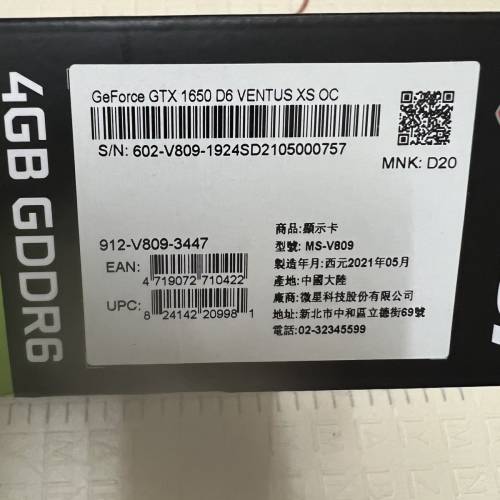 4GB GDDR6
GeForce GTX 1650 D6 VENTUS XS OC
S/N: 602-V809-1924SD2105000757
MNK: D20
912-V809-3447
EAN:
4 719072 710422
UPC:
8 24142 20998 1
商品:顯示卡
型號: MS-V809
製造年月:西元2021年05月
產地:中國大陸
廠商:微星科技股份有限公司
地址:新北市中和區立德街69號
電話:02-32345599